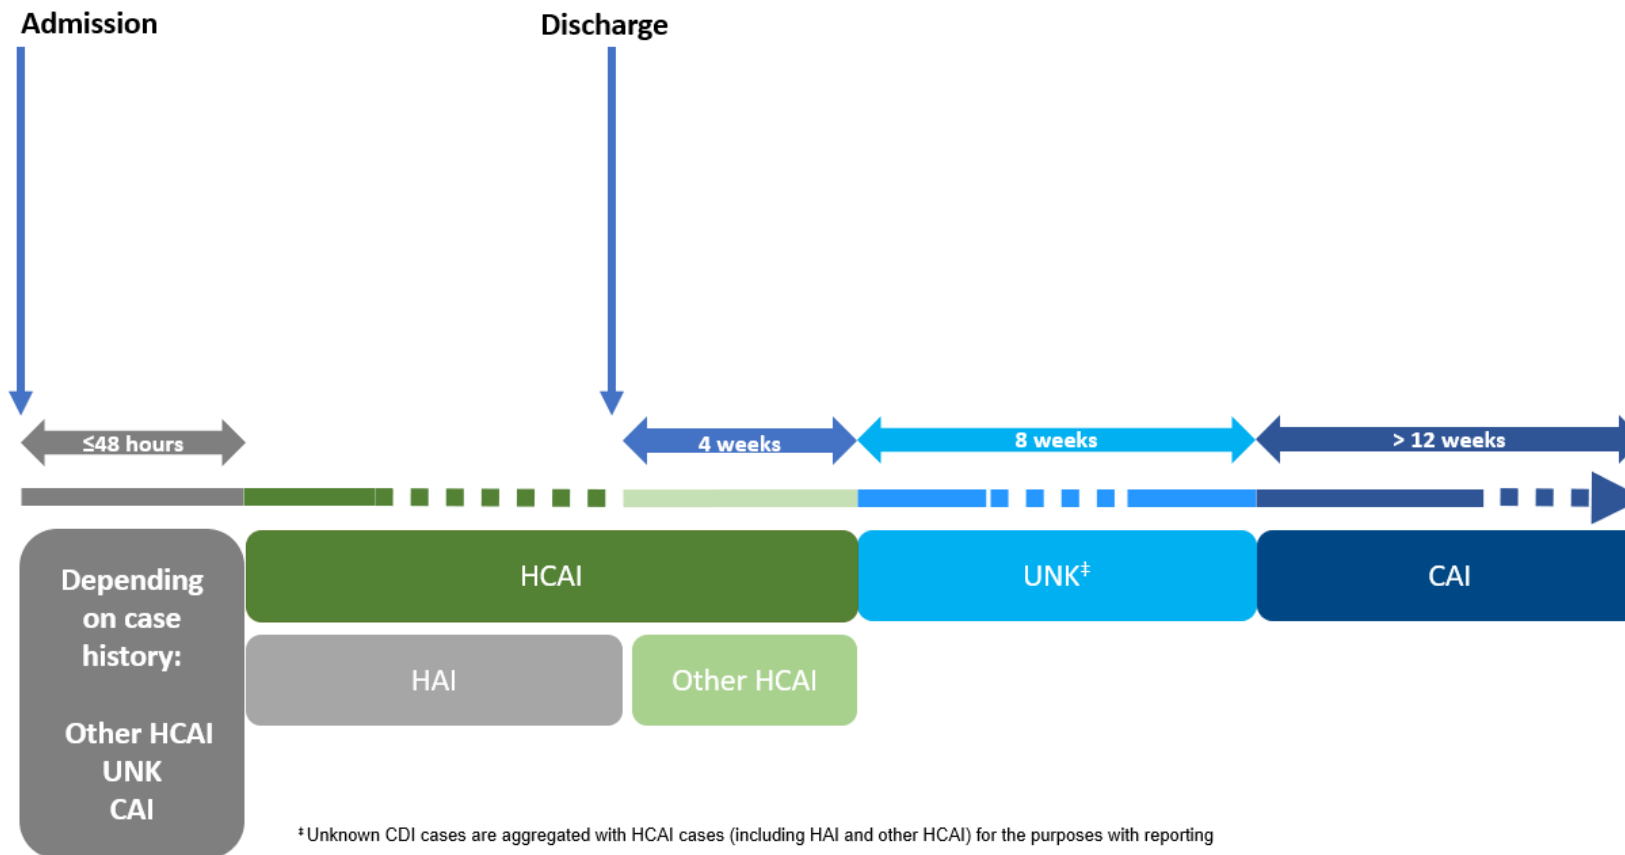 Admission
Discharge
≤48 hours
4 weeks
8 weeks
> 12 weeks
Depending
on case
history:
Other HCAI
UNK
CAI
HCAI
UNK‡
CAI
HAI
Other HCAI
‡ Unknown CDI cases are aggregated with HCAI cases (including HAI and other HCAI) for the purposes with reporting